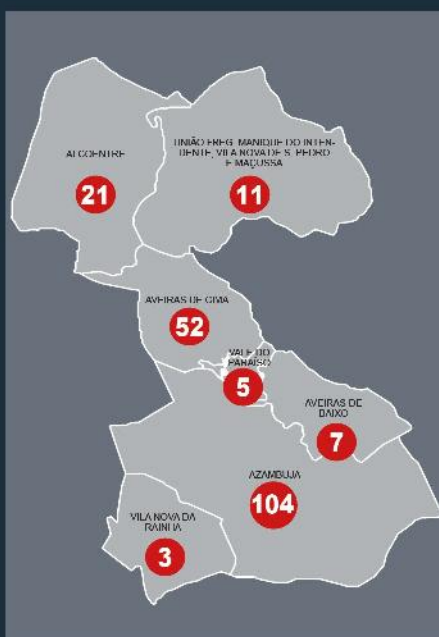 ALCOENTRE
21
UNIÃO FREG. MANIQUE DO INTEN-
DENTE, VILA NOVA DE S. PEDRO
E MAÇUSSA
11
AVEIRAS DE CIMA
52
VALE DO
PARAÍSO
5
AVEIRAS DE
BAIXO
7
AZAMBUJA
104
VILA NOVA DA
RAINHA
3